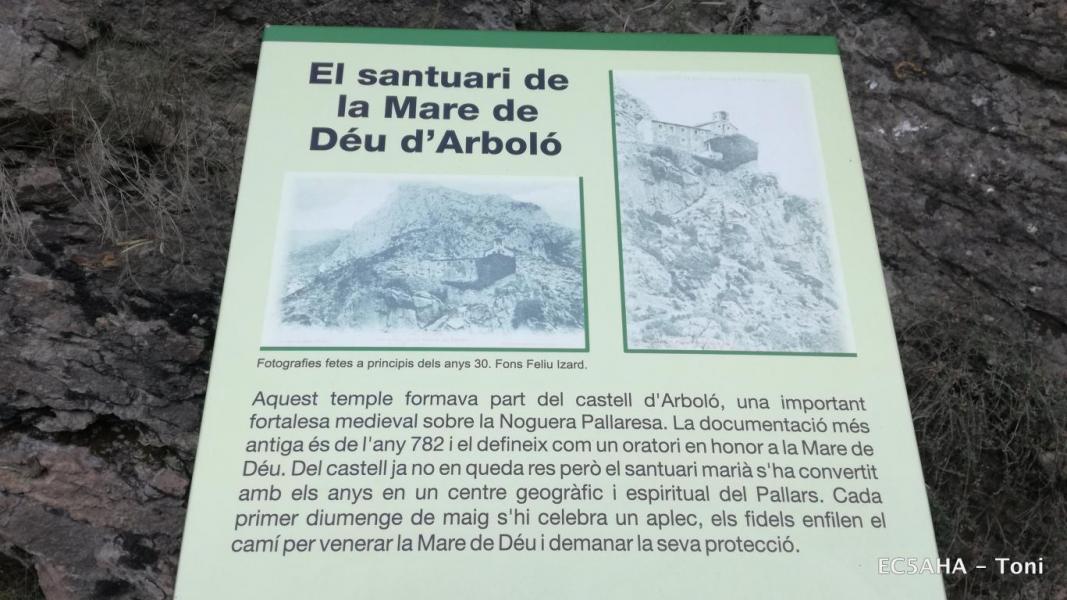 El santuari de
la Mare de
Déu d'Arboló
Fotografies fetes a principis dels anys 30. Fons Feliu Izard.
Aquest temple formava part del castell d'Arboló, una important
fortalesa medieval sobre la Noguera Pallaresa. La documentació més
antiga és de l'any 782 i el defineix com un oratori en honor a la Mare de
Déu. Del castell ja no en queda res però el santuari marià s'ha convertit
amb els anys en un centre geogràfic i espiritual del Pallars. Cada
primer diumenge de maig s'hi celebra un aplec, els fidels enfilen el
camí per venerar la Mare de Déu i demanar la seva protecció.
EC5AHA - Toni